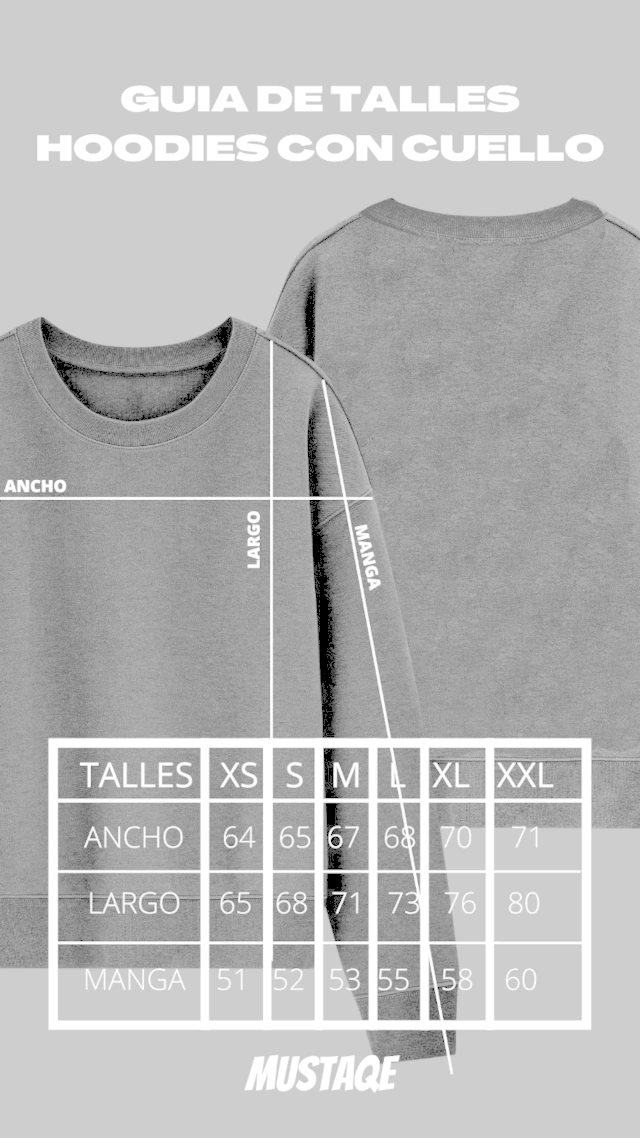 GUIA DE TALLES
HOODIES CON CUELLO
ANCHO
LARGO
MANGA
TALLES XS S M L XL XXL
ANCHO 64 65 67 68 70 71
LARGO 65 68 71 73 76 80
MANGA 51 52 53 55 58 60
MUSTAQE